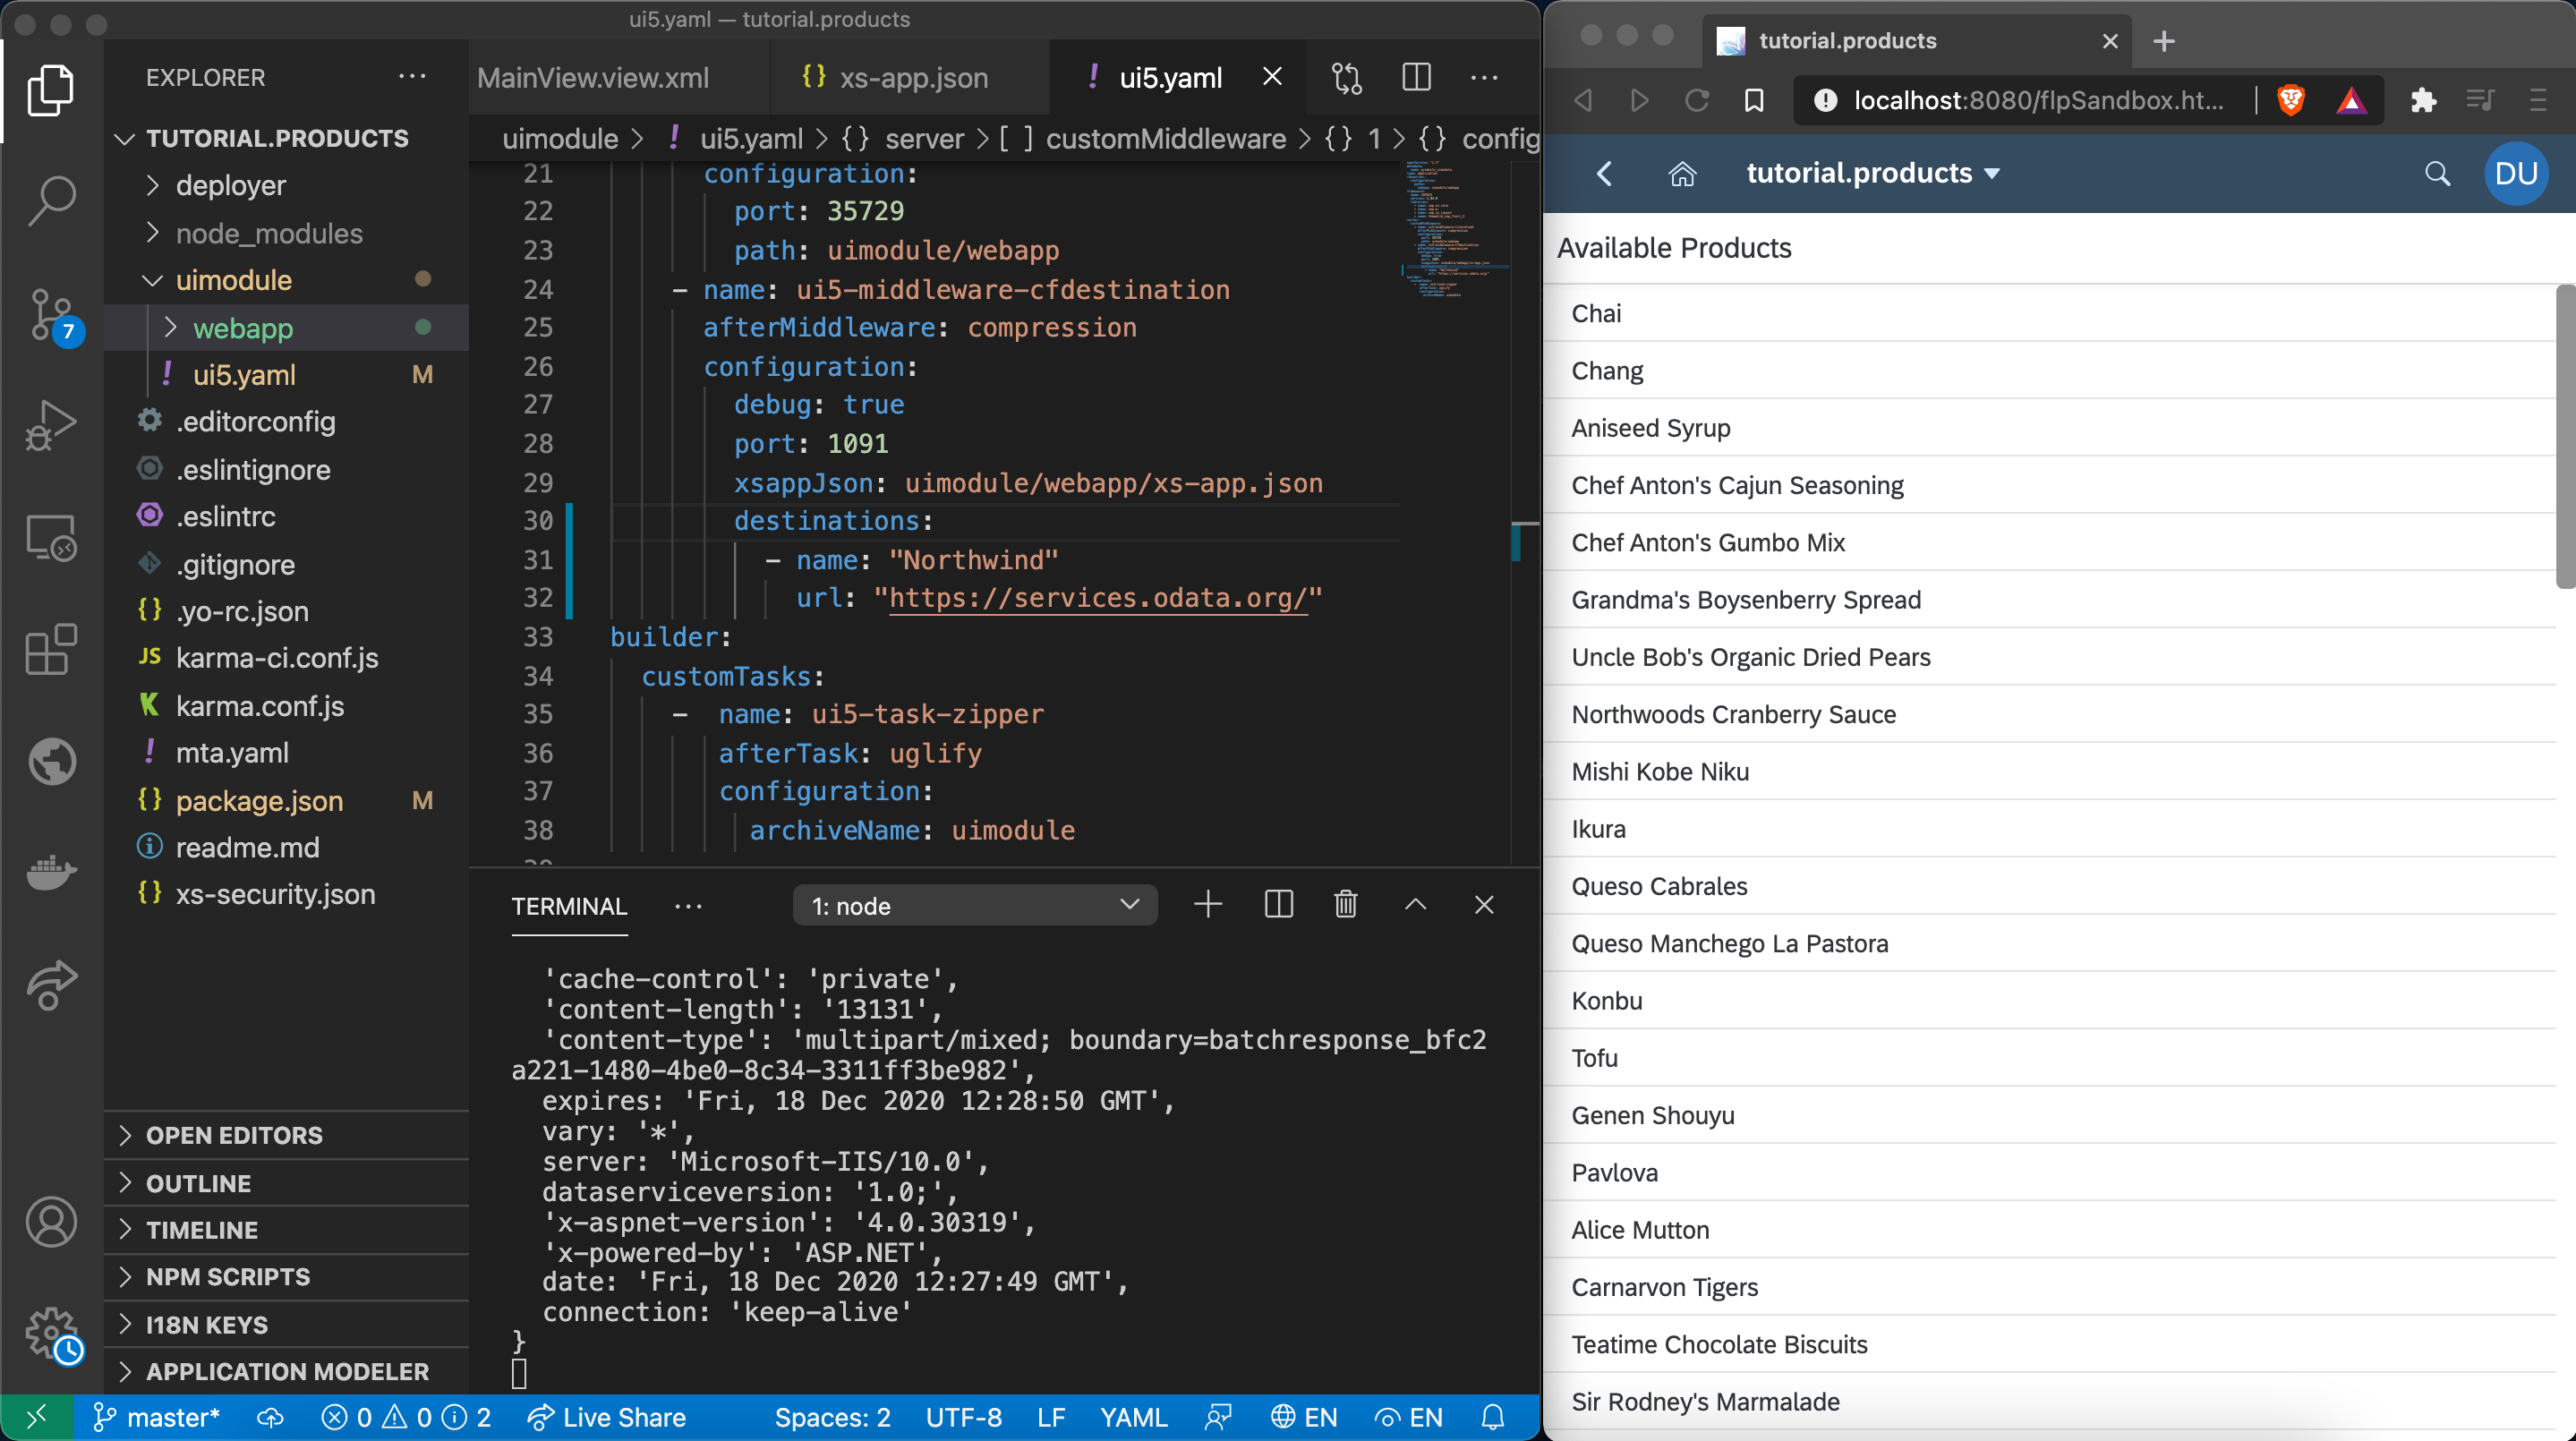 ui5.yaml — tutorial.products
EXPLORER
TUTORIAL.PRODUCTS
deployer
node_modules
uimodule
webapp
ui5.yaml M
.editorconfig
.eslintignore
.eslintrc
.gitignore
.yo-rc.json
karma-ci.conf.js
karma.conf.js
mta.yaml
package.json M
readme.md
xs-security.json
OPEN EDITORS
OUTLINE
TIMELINE
NPM SCRIPTS
I18N KEYS
APPLICATION MODELER
7
MainView.view.xml {} xs-app.json ! ui5.yaml
uimodule > ! ui5.yaml > {} server > [ ] customMiddleware > {} 1 > {} config
21 configuration:
22 port: 35729
23 path: uimodule/webapp
24 - name: ui5-middleware-cfdestination
25 afterMiddleware: compression
26 configuration:
27 debug: true
28 port: 1091
29 xsappJson: uimodule/webapp/xs-app.json
30 destinations:
31 - name: "Northwind"
32 url: "https://services.odata.org/"
33 builder:
34 customTasks:
35 - name: ui5-task-zipper
36 afterTask: uglify
37 configuration:
38 archiveName: uimodule
TERMINAL ··· 1: node
'cache-control': 'private',
'content-length': '13131',
'content-type': 'multipart/mixed; boundary=batchresponse_bfc2
a221-1480-4be0-8c34-3311ff3be982',
expires: 'Fri, 18 Dec 2020 12:28:50 GMT',
vary: '*',
server: 'Microsoft-IIS/10.0',
dataserviceversion: '1.0;',
'x-aspnet-version': '4.0.30319',
'x-powered-by': 'ASP.NET',
date: 'Fri, 18 Dec 2020 12:27:49 GMT',
connection: 'keep-alive'
}
master* 0 0 2 Live Share Spaces: 2 UTF-8 LF YAML EN EN
tutorial.products
localhost:8080/flpSandbox.ht...
tutorial.products DU
Available Products
Chai
Chang
Aniseed Syrup
Chef Anton's Cajun Seasoning
Chef Anton's Gumbo Mix
Grandma's Boysenberry Spread
Uncle Bob's Organic Dried Pears
Northwoods Cranberry Sauce
Mishi Kobe Niku
Ikura
Queso Cabrales
Queso Manchego La Pastora
Konbu
Tofu
Genen Shouyu
Pavlova
Alice Mutton
Carnarvon Tigers
Teatime Chocolate Biscuits
Sir Rodney's Marmalade